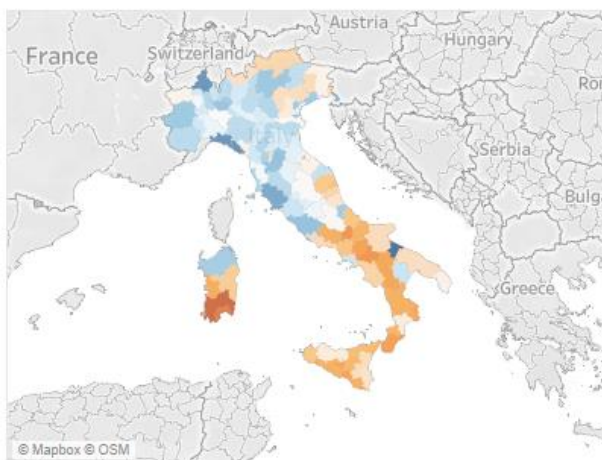 Austria
France
Switzerland
Hungary
Ro
Serbia
Bulg
Greece
© Mapbox © OSM